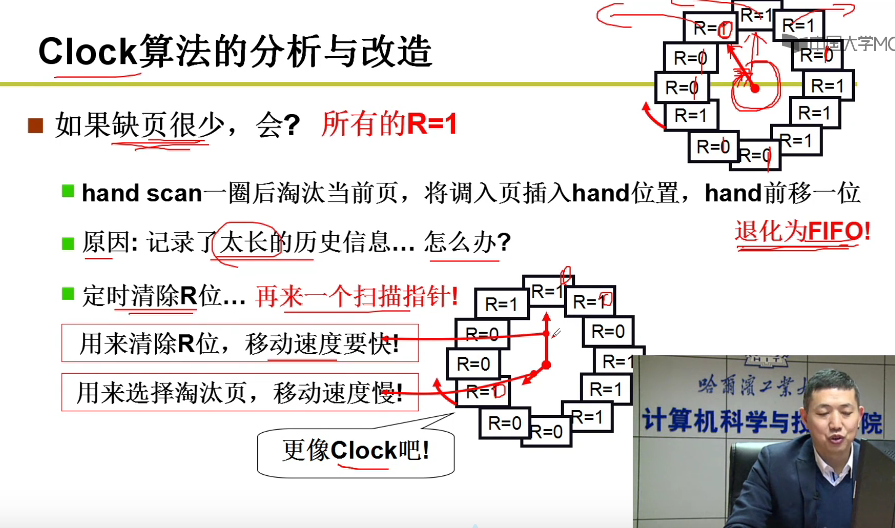 Clock算法的分析与改造
如果缺页很少，会? 所有的R=1
hand scan一圈后淘汰当前页，将调入页插入hand位置，hand前移一位
退化为FIFO!
原因: 记录了太长的历史信息… 怎么办?
定时清除R位… 再来一个扫描指针!
用来清除R位，移动速度要快!
用来选择淘汰页，移动速度慢!
更像Clock吧!
R=1
R=1
R=1
R=0
R=1
R=1
R=1
R=0
R=0
R=1
R=0
R=0
中国大学MO
R=1
R=1
R=1
R=0
R=1
R=1
R=1
R=0
R=0
R=1
R=0
R=0
哈尔滨工业大
计算机科学与技
院